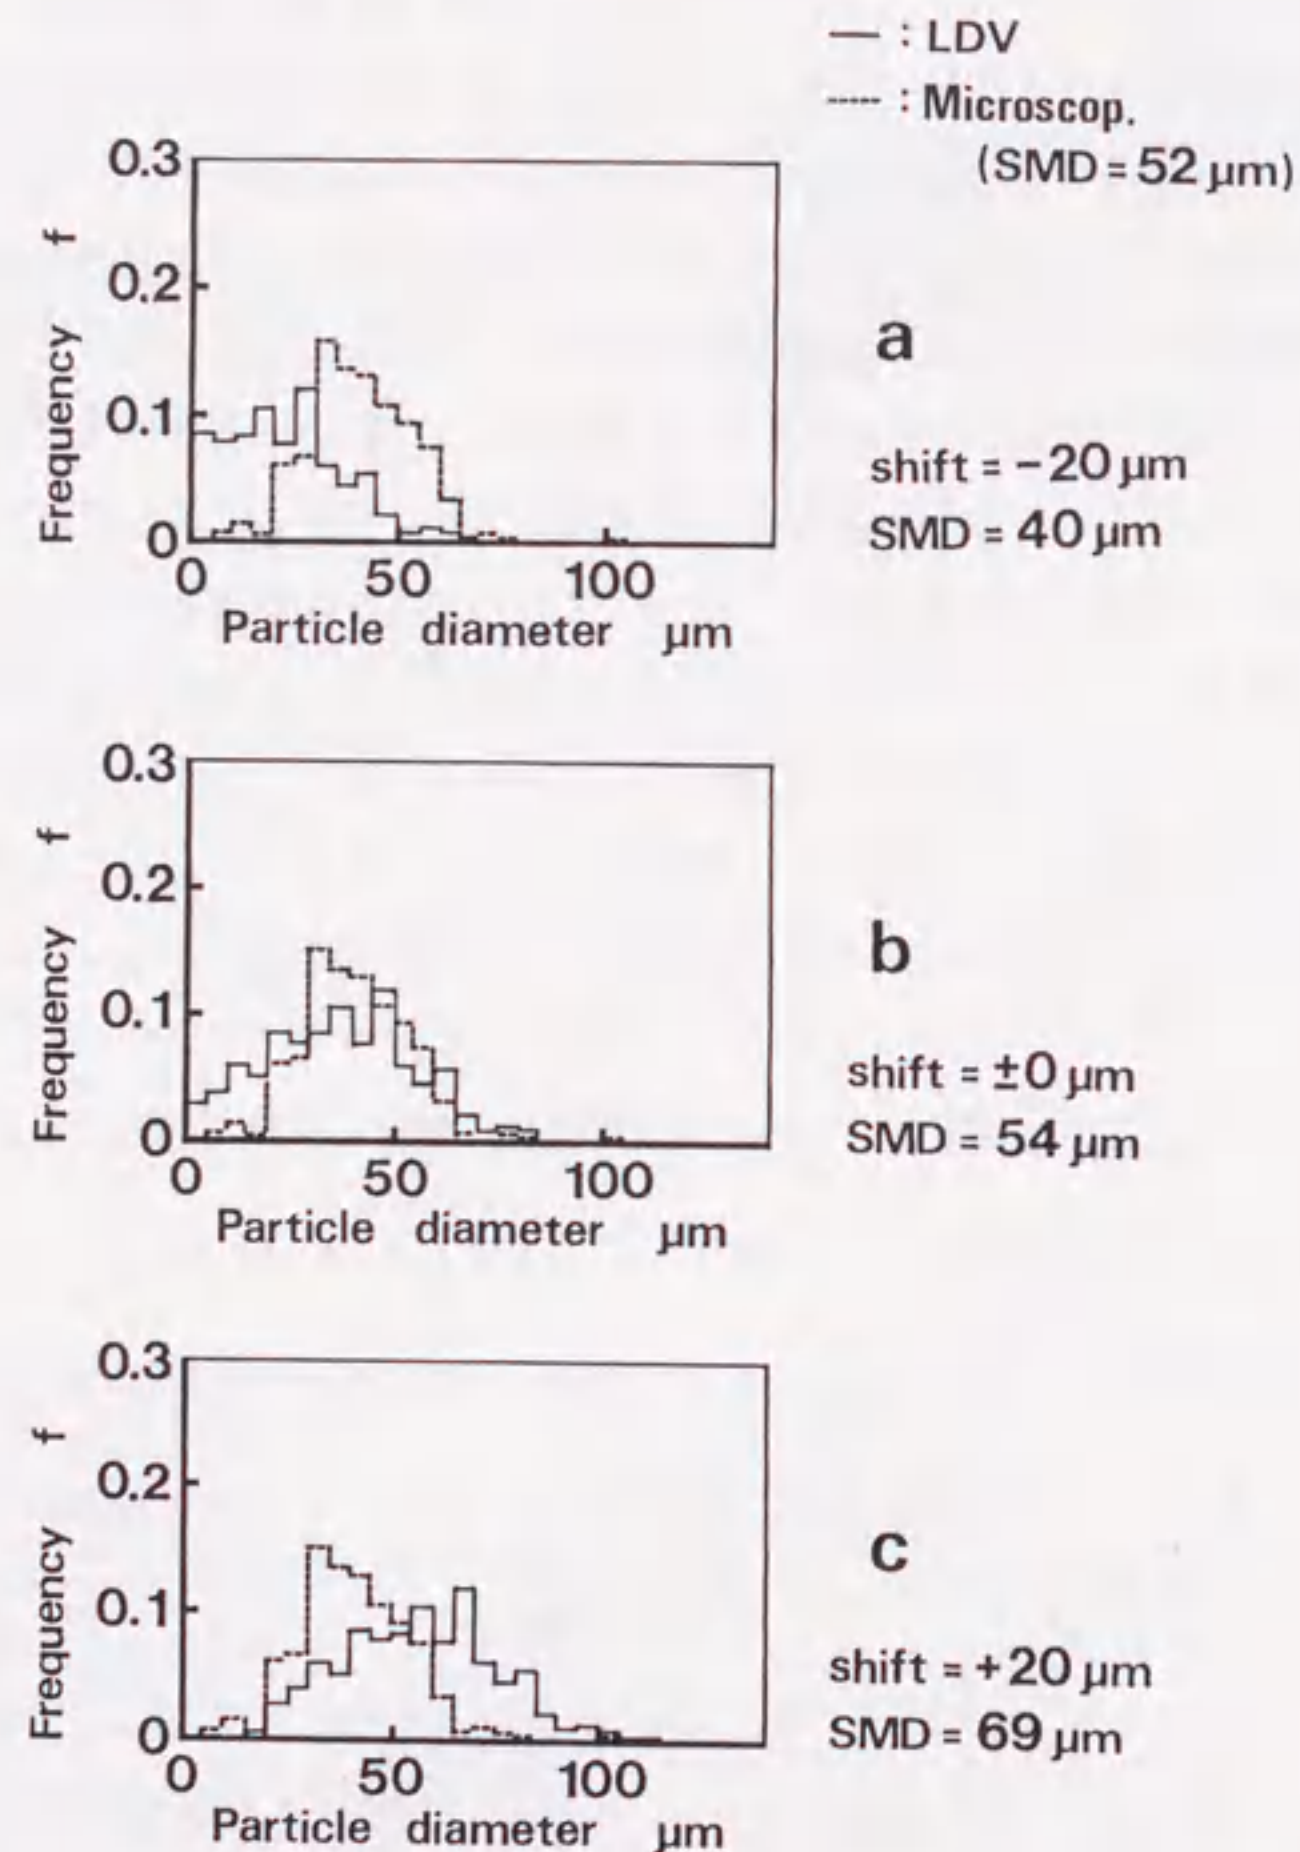 — : LDV
----- : Microscop.
(SMD = 52 µm)
0.3
0.2
0.1
0
Frequency f
0 50 100
Particle diameter µm
a
shift = −20 µm
SMD = 40 µm
0.3
0.2
0.1
0
Frequency f
0 50 100
Particle diameter µm
b
shift = ±0 µm
SMD = 54 µm
0.3
0.2
0.1
0
Frequency f
0 50 100
Particle diameter µm
c
shift = +20 µm
SMD = 69 µm